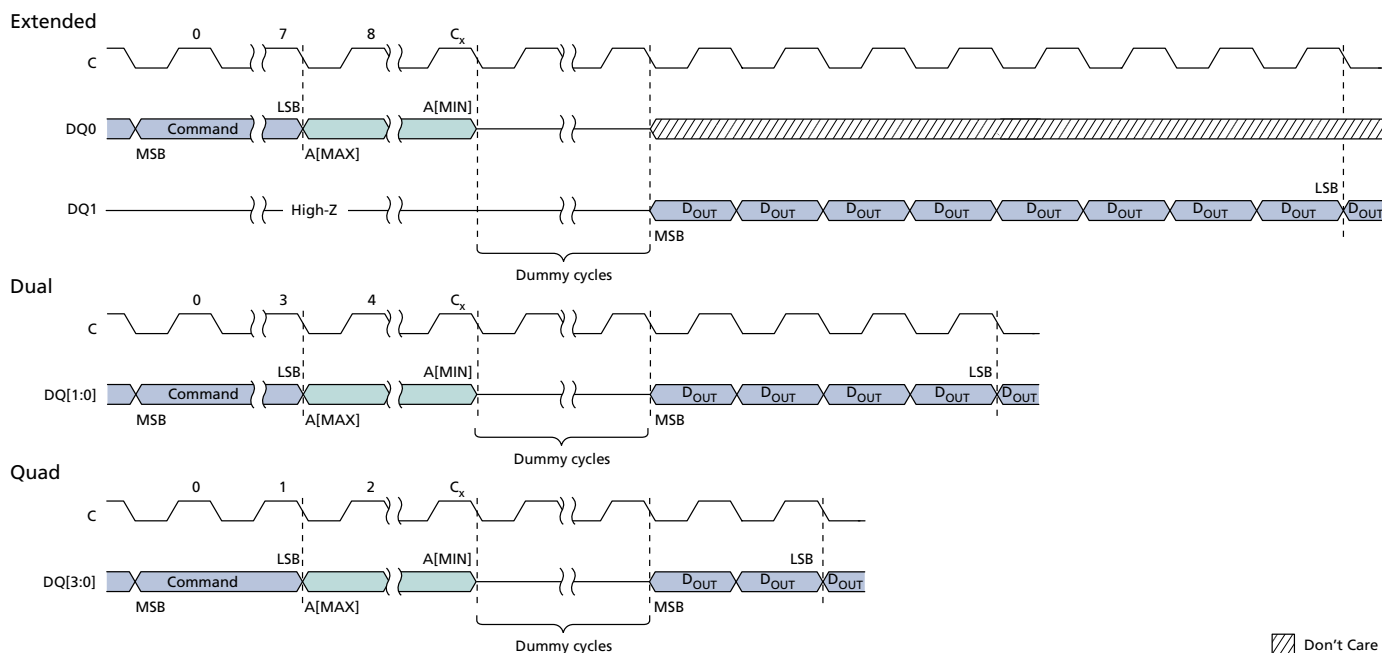 Extended
0 7 8 Cx
C
LSB A[MIN]
DQ0 Command
MSB A[MAX]
LSB
DQ1 High-Z DOUT DOUT DOUT DOUT DOUT DOUT DOUT DOUT DOUT
MSB
Dummy cycles
Dual
0 3 4 Cx
C
LSB A[MIN] LSB
DQ[1:0] Command DOUT DOUT DOUT DOUT DOUT
MSB A[MAX] MSB
Dummy cycles
Quad
0 1 2 Cx
C
LSB A[MIN] LSB
DQ[3:0] Command DOUT DOUT DOUT
MSB A[MAX] MSB
Dummy cycles
Don't Care